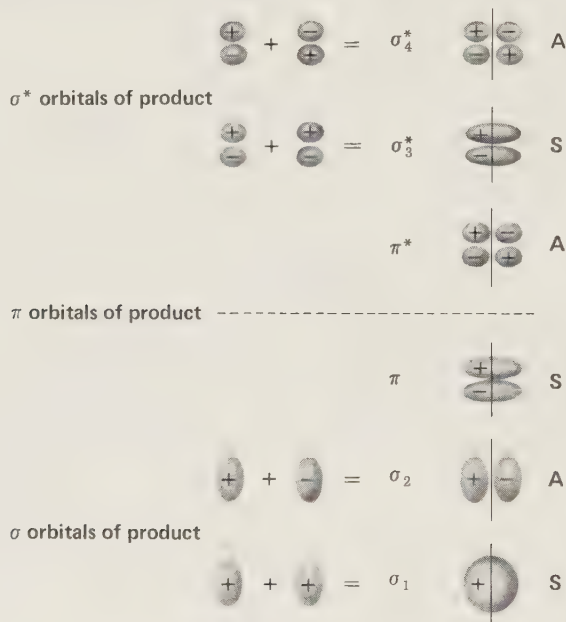 + − + − + = σ₄* + − − + A
σ* orbitals of product
+ − + + − = σ₃* + − S
π* + − − + A
π orbitals of product
π + − S
+ + − = σ₂ + − A
σ orbitals of product
+ + + = σ₁ + S